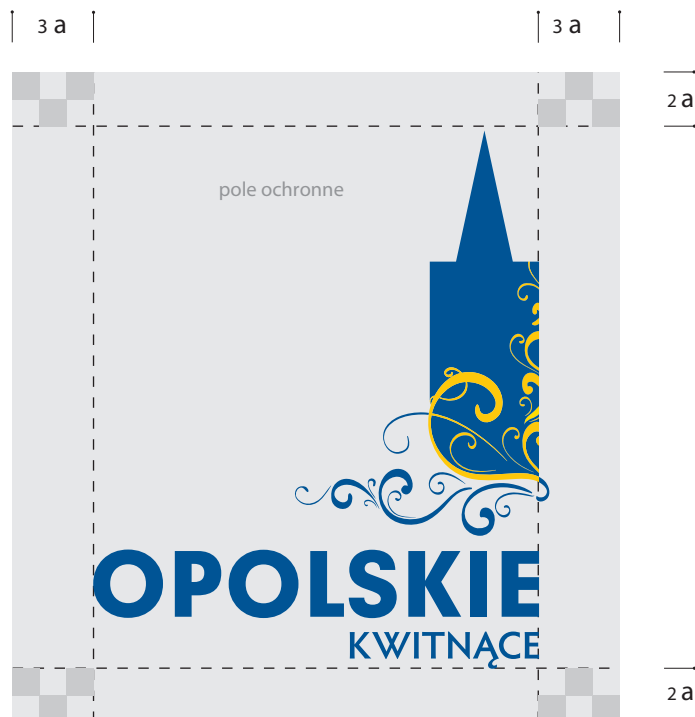 3 a 3 a
2 a
pole ochronne
OPOLSKIE
KWITNĄCE
2 a